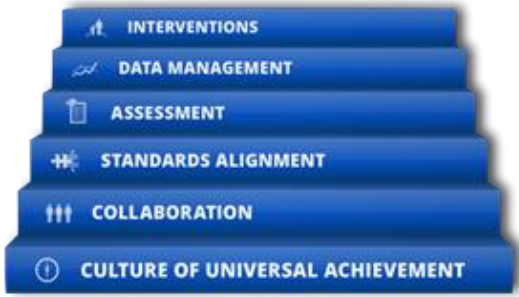 INTERVENTIONS
DATA MANAGEMENT
ASSESSMENT
STANDARDS ALIGNMENT
COLLABORATION
CULTURE OF UNIVERSAL ACHIEVEMENT